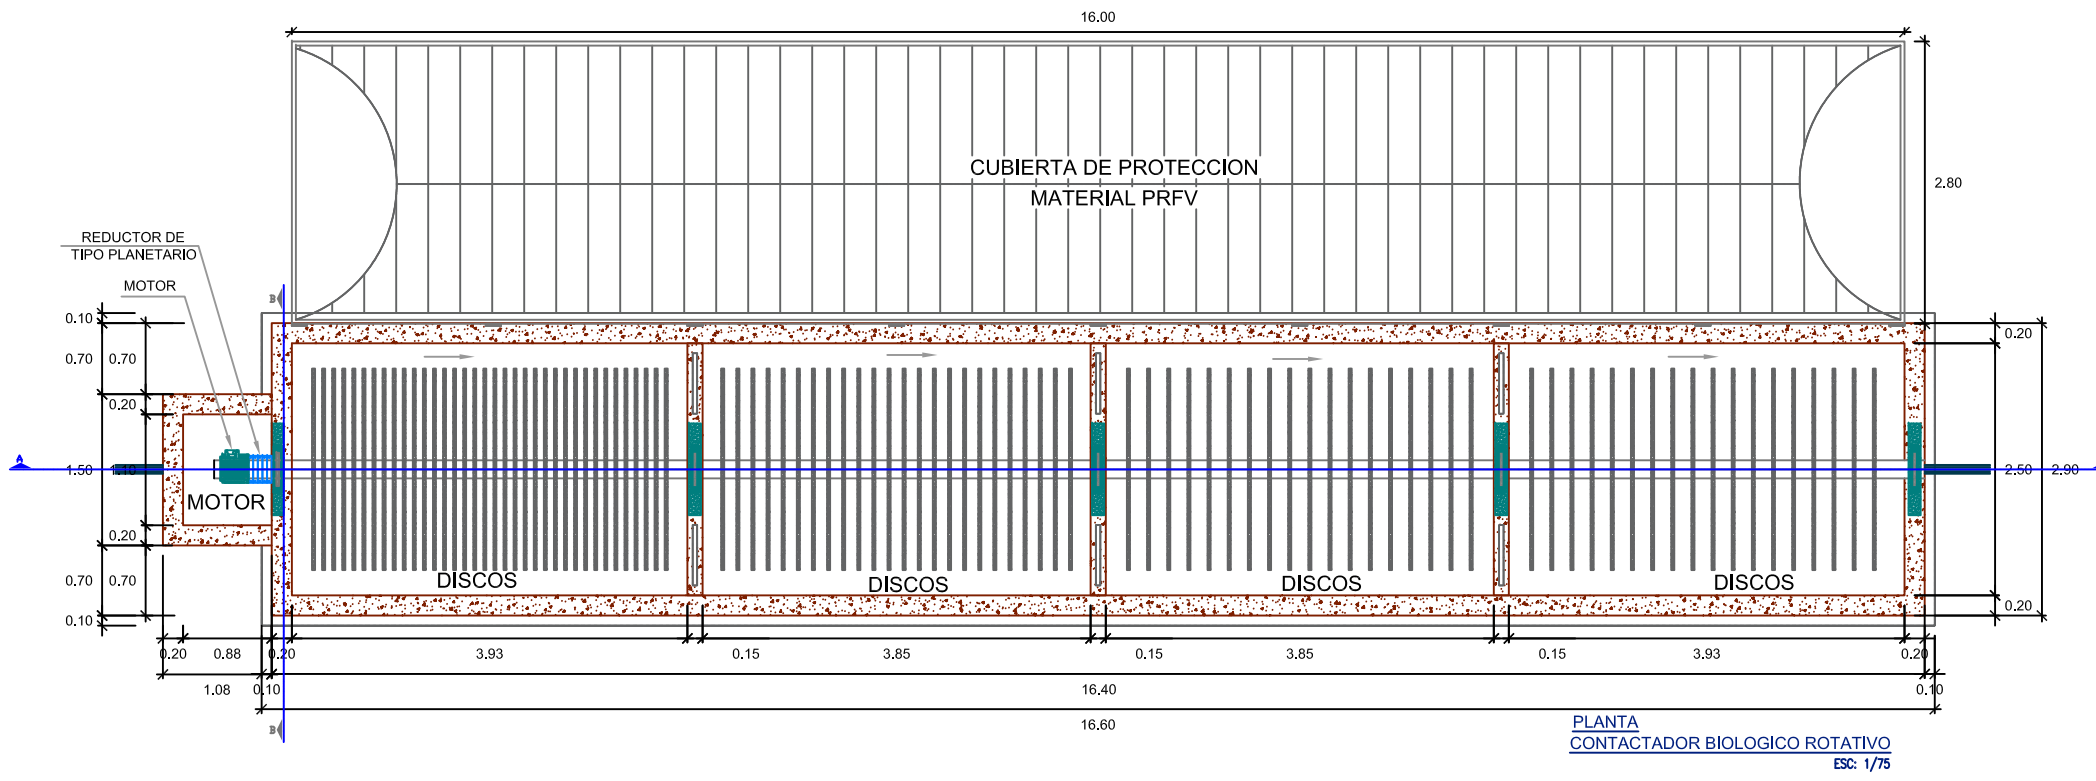 16.00
CUBIERTA DE PROTECCION
MATERIAL PRFV
2.80
REDUCTOR DE
TIPO PLANETARIO
MOTOR
B
0.10
0.70 0.70
0.20
0.20
A
1.50 1.10
2.50 2.90
MOTOR
0.20
0.70 0.70
DISCOS DISCOS DISCOS DISCOS
0.10
0.20
0.20 0.88 0.20 3.93 0.15 3.85 0.15 3.85 0.15 3.93 0.20
1.08 0.10 16.40 0.10
B
16.60
PLANTA
CONTACTADOR BIOLOGICO ROTATIVO
ESC: 1/75